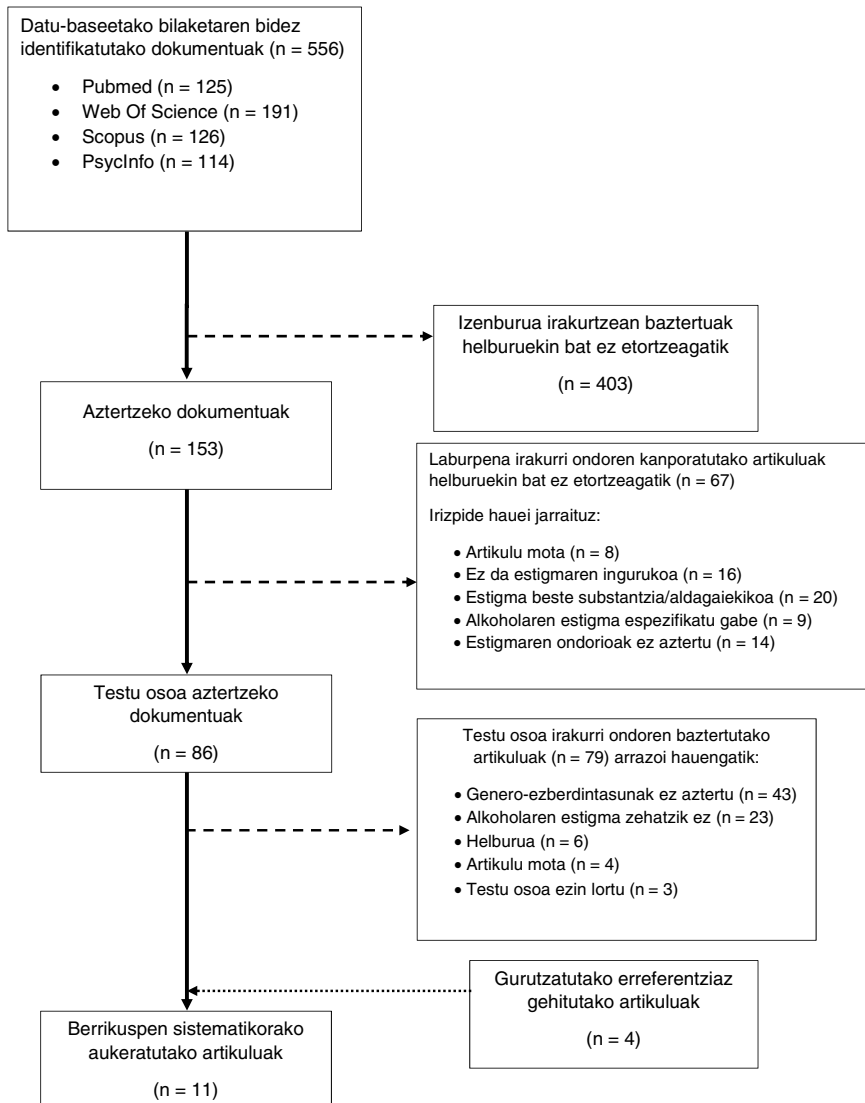 Datu-baseetako bilaketaren bidez
identifikatutako dokumentuak (n = 556)
• Pubmed (n = 125)
• Web Of Science (n = 191)
• Scopus (n = 126)
• PsycInfo (n = 114)
Izenburua irakurtzean baztertuak
helburuekin bat ez etortzeagatik
(n = 403)
Aztertzeko dokumentuak
(n = 153)
Laburpena irakurri ondoren kanporatutako artikuluak
helburuekin bat ez etortzeagatik (n = 67)
Irizpide hauei jarraituz:
• Artikulu mota (n = 8)
• Ez da estigmaren ingurukoa (n = 16)
• Estigma beste substantzia/aldagaiekikoa (n = 20)
• Alkoholaren estigma espezifikatu gabe (n = 9)
• Estigmaren ondorioak ez aztertu (n = 14)
Testu osoa aztertzeko
dokumentuak
(n = 86)
Testu osoa irakurri ondoren baztertutako
artikuluak (n = 79) arrazoi hauengatik:
• Genero-ezberdintasunak ez aztertu (n = 43)
• Alkoholaren estigma zehatzik ez (n = 23)
• Helburua (n = 6)
• Artikulu mota (n = 4)
• Testu osoa ezin lortu (n = 3)
Gurutzatutako erreferentziaz
gehitutako artikuluak
(n = 4)
Berrikuspen sistematikorako
aukeratutako artikuluak
(n = 11)